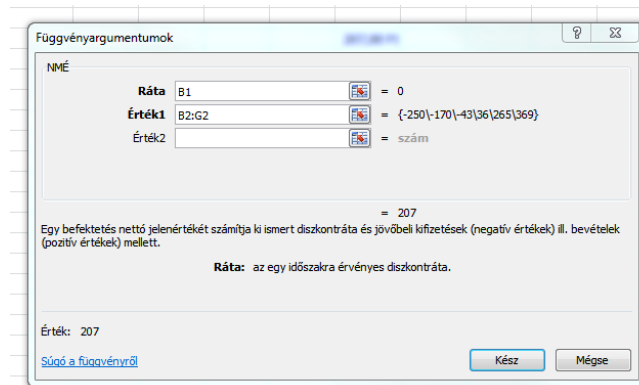 Függvényargumentumok
NMÉ
Ráta B1 = 0
Érték1 B2:G2 = {-250\-170\-43\36\265\369}
Érték2 = szám
= 207
Egy befektetés nettó jelenértékét számítja ki ismert diszkontráta és jövőbeli kifizetések (negatív értékek) ill. bevételek
(pozitív értékek) mellett.
Ráta: az egy időszakra érvényes diszkontráta.
Érték: 207
Súgó a függvényről
Kész Mégse